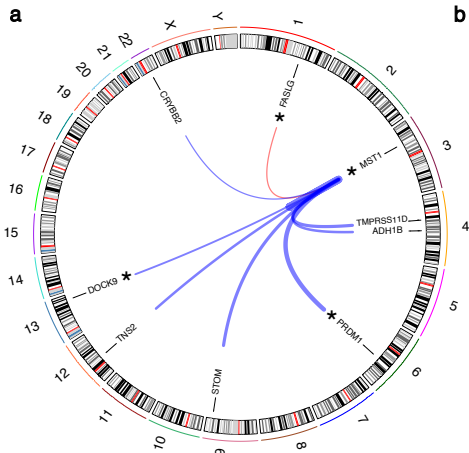 a
b
1
2
3
4
5
6
7
8
9
10
11
12
13
14
15
16
17
18
19
20
21
22
X
Y
CRYBB2
FASLG
*
MST1
*
TMPRSS11D
ADH1B
PRDM1
*
STOM
TNS2
DOCK9
*